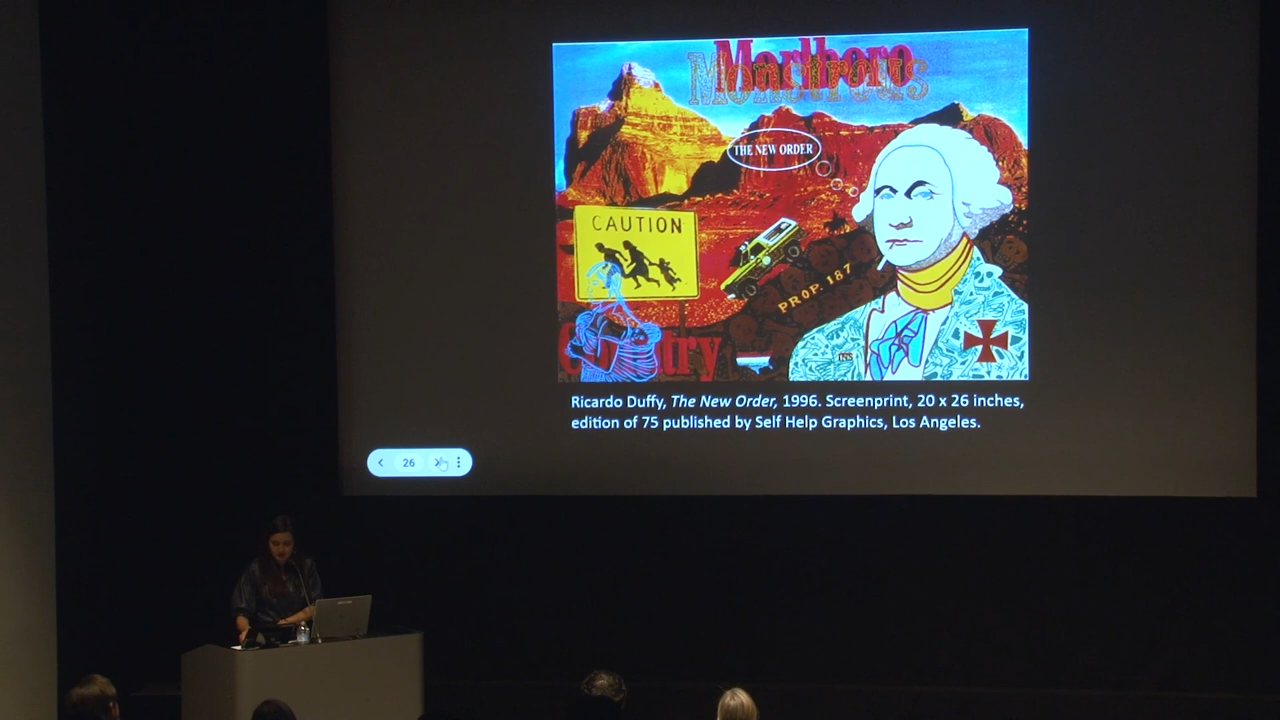 Marlboro
Monstrous
THE NEW ORDER
CAUTION
PROP. 187
Country
Ricardo Duffy, The New Order, 1996. Screenprint, 20 x 26 inches,
edition of 75 published by Self Help Graphics, Los Angeles.
26